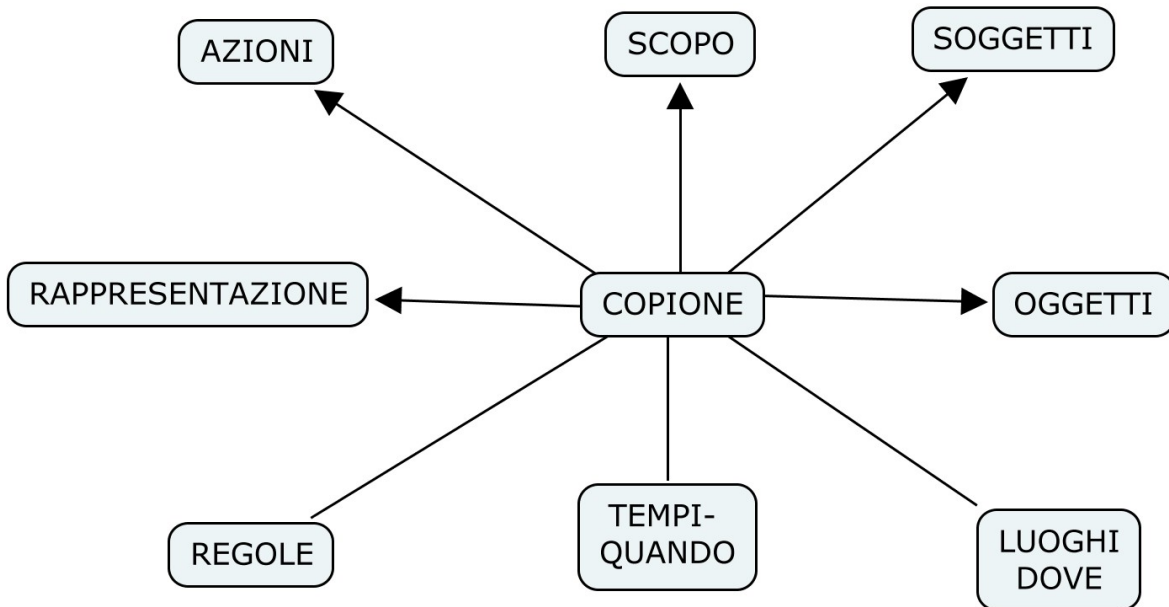 AZIONI
SCOPO
SOGGETTI
RAPPRESENTAZIONE
COPIONE
OGGETTI
REGOLE
TEMPI-
QUANDO
LUOGHI
DOVE